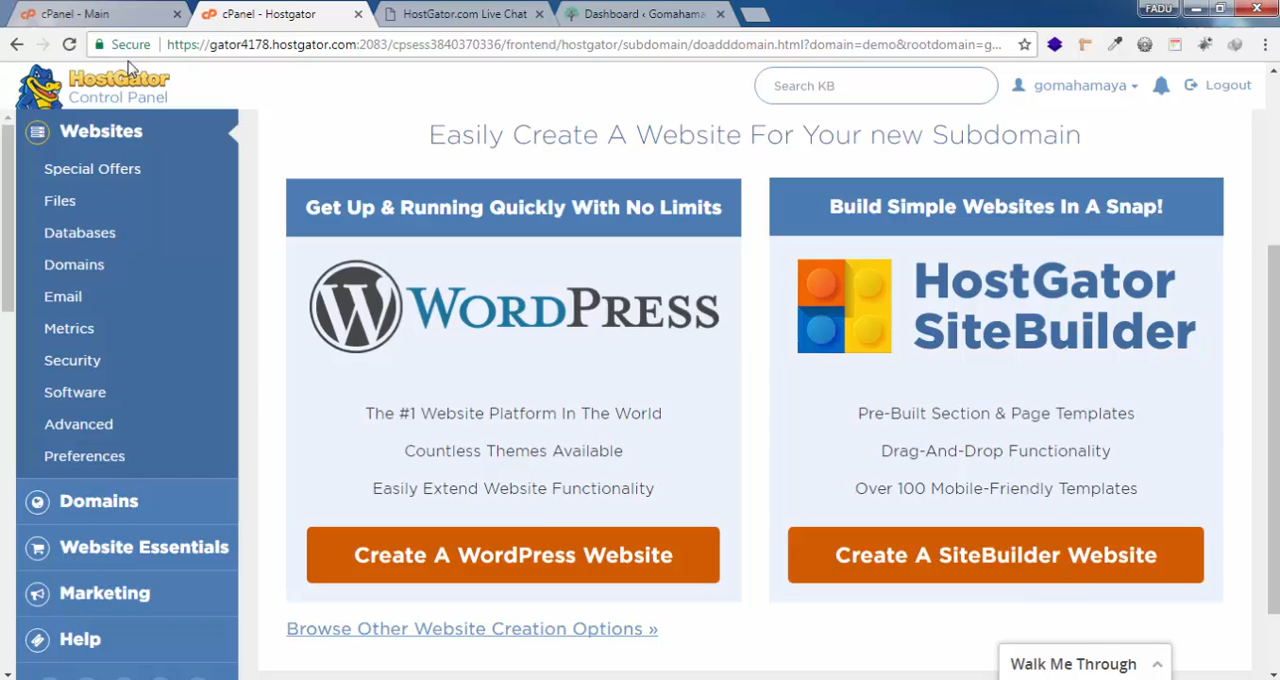 cPanel - Main
cPanel - Hostgator
HostGator.com Live Chat
Dashboard ‹ Gomahama
FADU
Secure
https://gator4178.hostgator.com:2083/cpsess3840370336/frontend/hostgator/subdomain/doadddomain.html?domain=demo&rootdomain=g...
HostGator
Control Panel
Search KB
gomahamaya
Logout
Websites
Special Offers
Files
Databases
Domains
Email
Metrics
Security
Software
Advanced
Preferences
Domains
Website Essentials
Marketing
Help
Easily Create A Website For Your new Subdomain
Get Up & Running Quickly With No Limits
WORDPRESS
The #1 Website Platform In The World
Countless Themes Available
Easily Extend Website Functionality
Create A WordPress Website
Build Simple Websites In A Snap!
HostGator
SiteBuilder
Pre-Built Section & Page Templates
Drag-And-Drop Functionality
Over 100 Mobile-Friendly Templates
Create A SiteBuilder Website
Browse Other Website Creation Options »
Walk Me Through